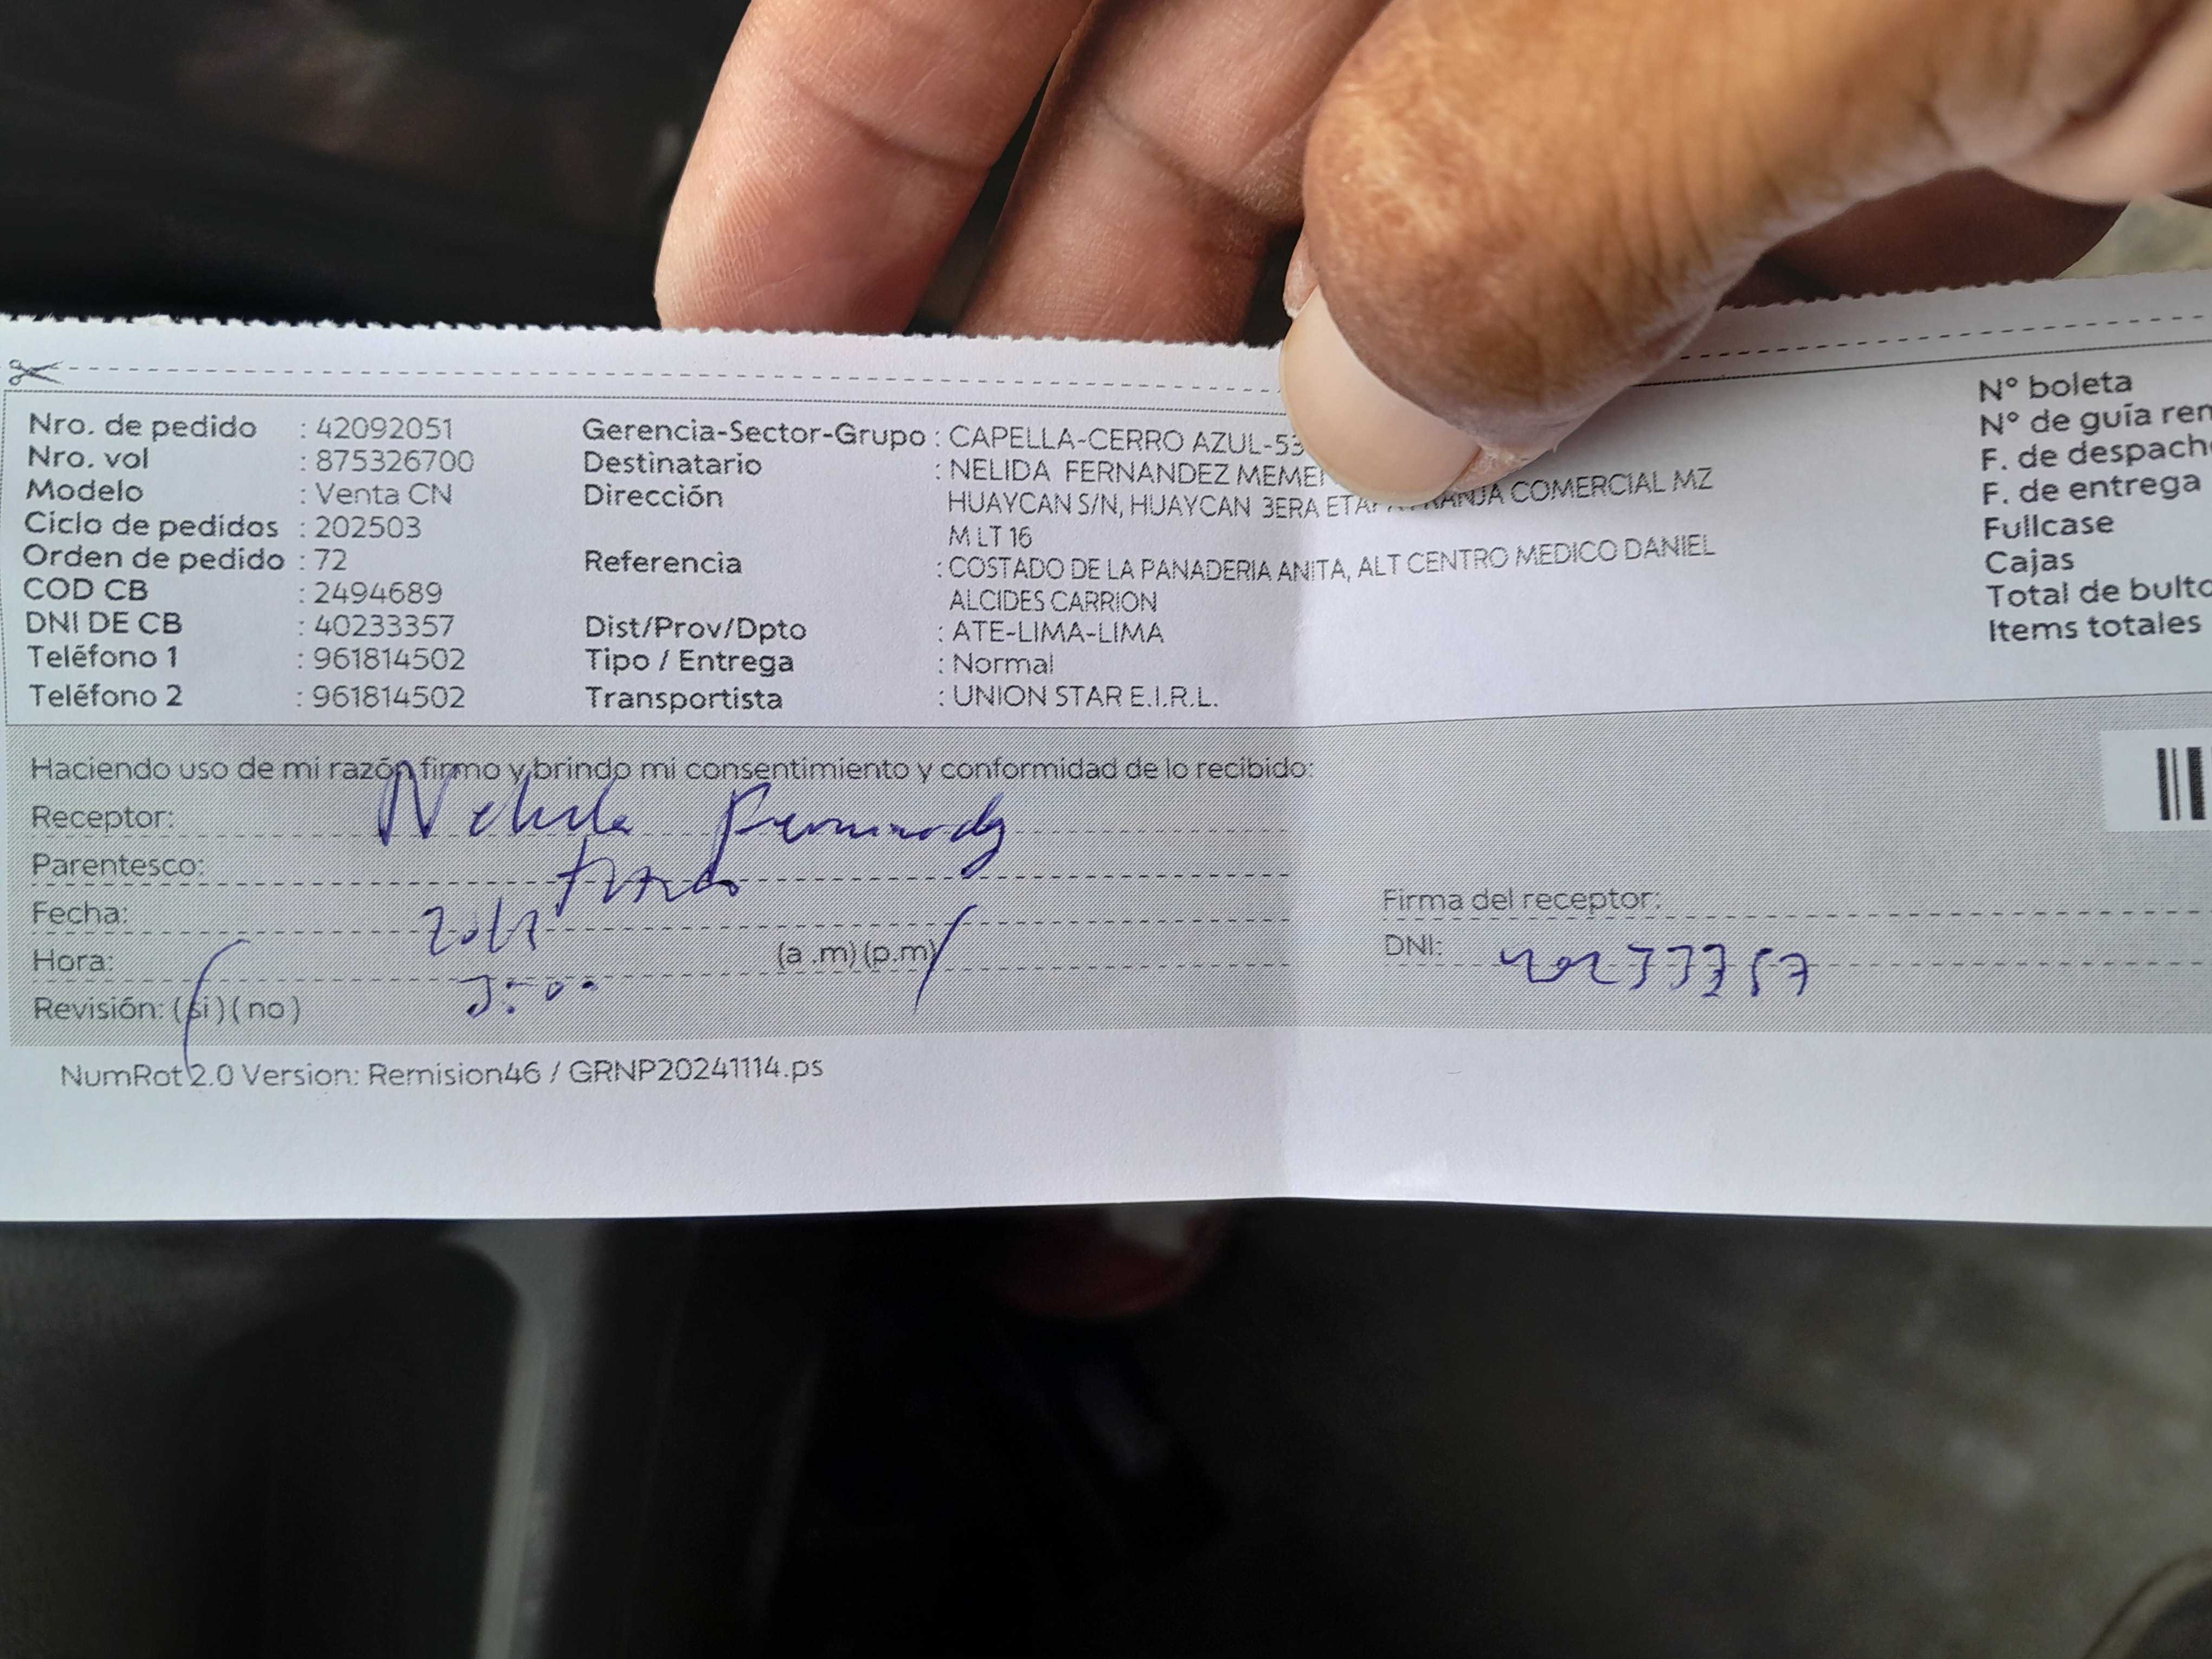 Nro. de pedido : 42092051
Nro. vol : 875326700
Modelo : Venta CN
Ciclo de pedidos : 202503
Orden de pedido : 72
COD CB : 2494689
DNI DE CB : 40233357
Teléfono 1 : 961814502
Teléfono 2 : 961814502
Gerencia-Sector-Grupo : CAPELLA-CERRO AZUL-53
Destinatario : NELIDA FERNANDEZ
Dirección HUAYCAN S/N, HUAYCAN 3ERA COMERCIAL MZ
M LT 16
Referencia : COSTADO DE LA PANADERIA ANITA, ALT CENTRO MEDICO DANIEL
ALCIDES CARRION
Dist/Prov/Dpto : ATE-LIMA-LIMA
Tipo / Entrega : Normal
Transportista : UNION STAR E.I.R.L.
N° boleta
N° de guía
F. de
F. de entrega
Fullcase
Cajas
Total de
Items totales
Haciendo uso de mi razón firmo y brindo mi consentimiento y conformidad de lo recibido:
Receptor: Nelida
Parentesco:
Fecha:
Hora: (a .m) (p.m)
Revisión: (si) (no)
Firma del receptor:
DNI: 40233357
NumRot 2.0 Version: Remision46 / GRNP20241114.ps